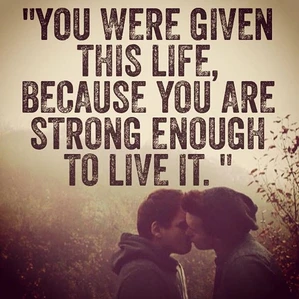 "YOU WERE GIVEN
THIS LIFE,
BECAUSE YOU ARE
STRONG ENOUGH
TO LIVE IT. "